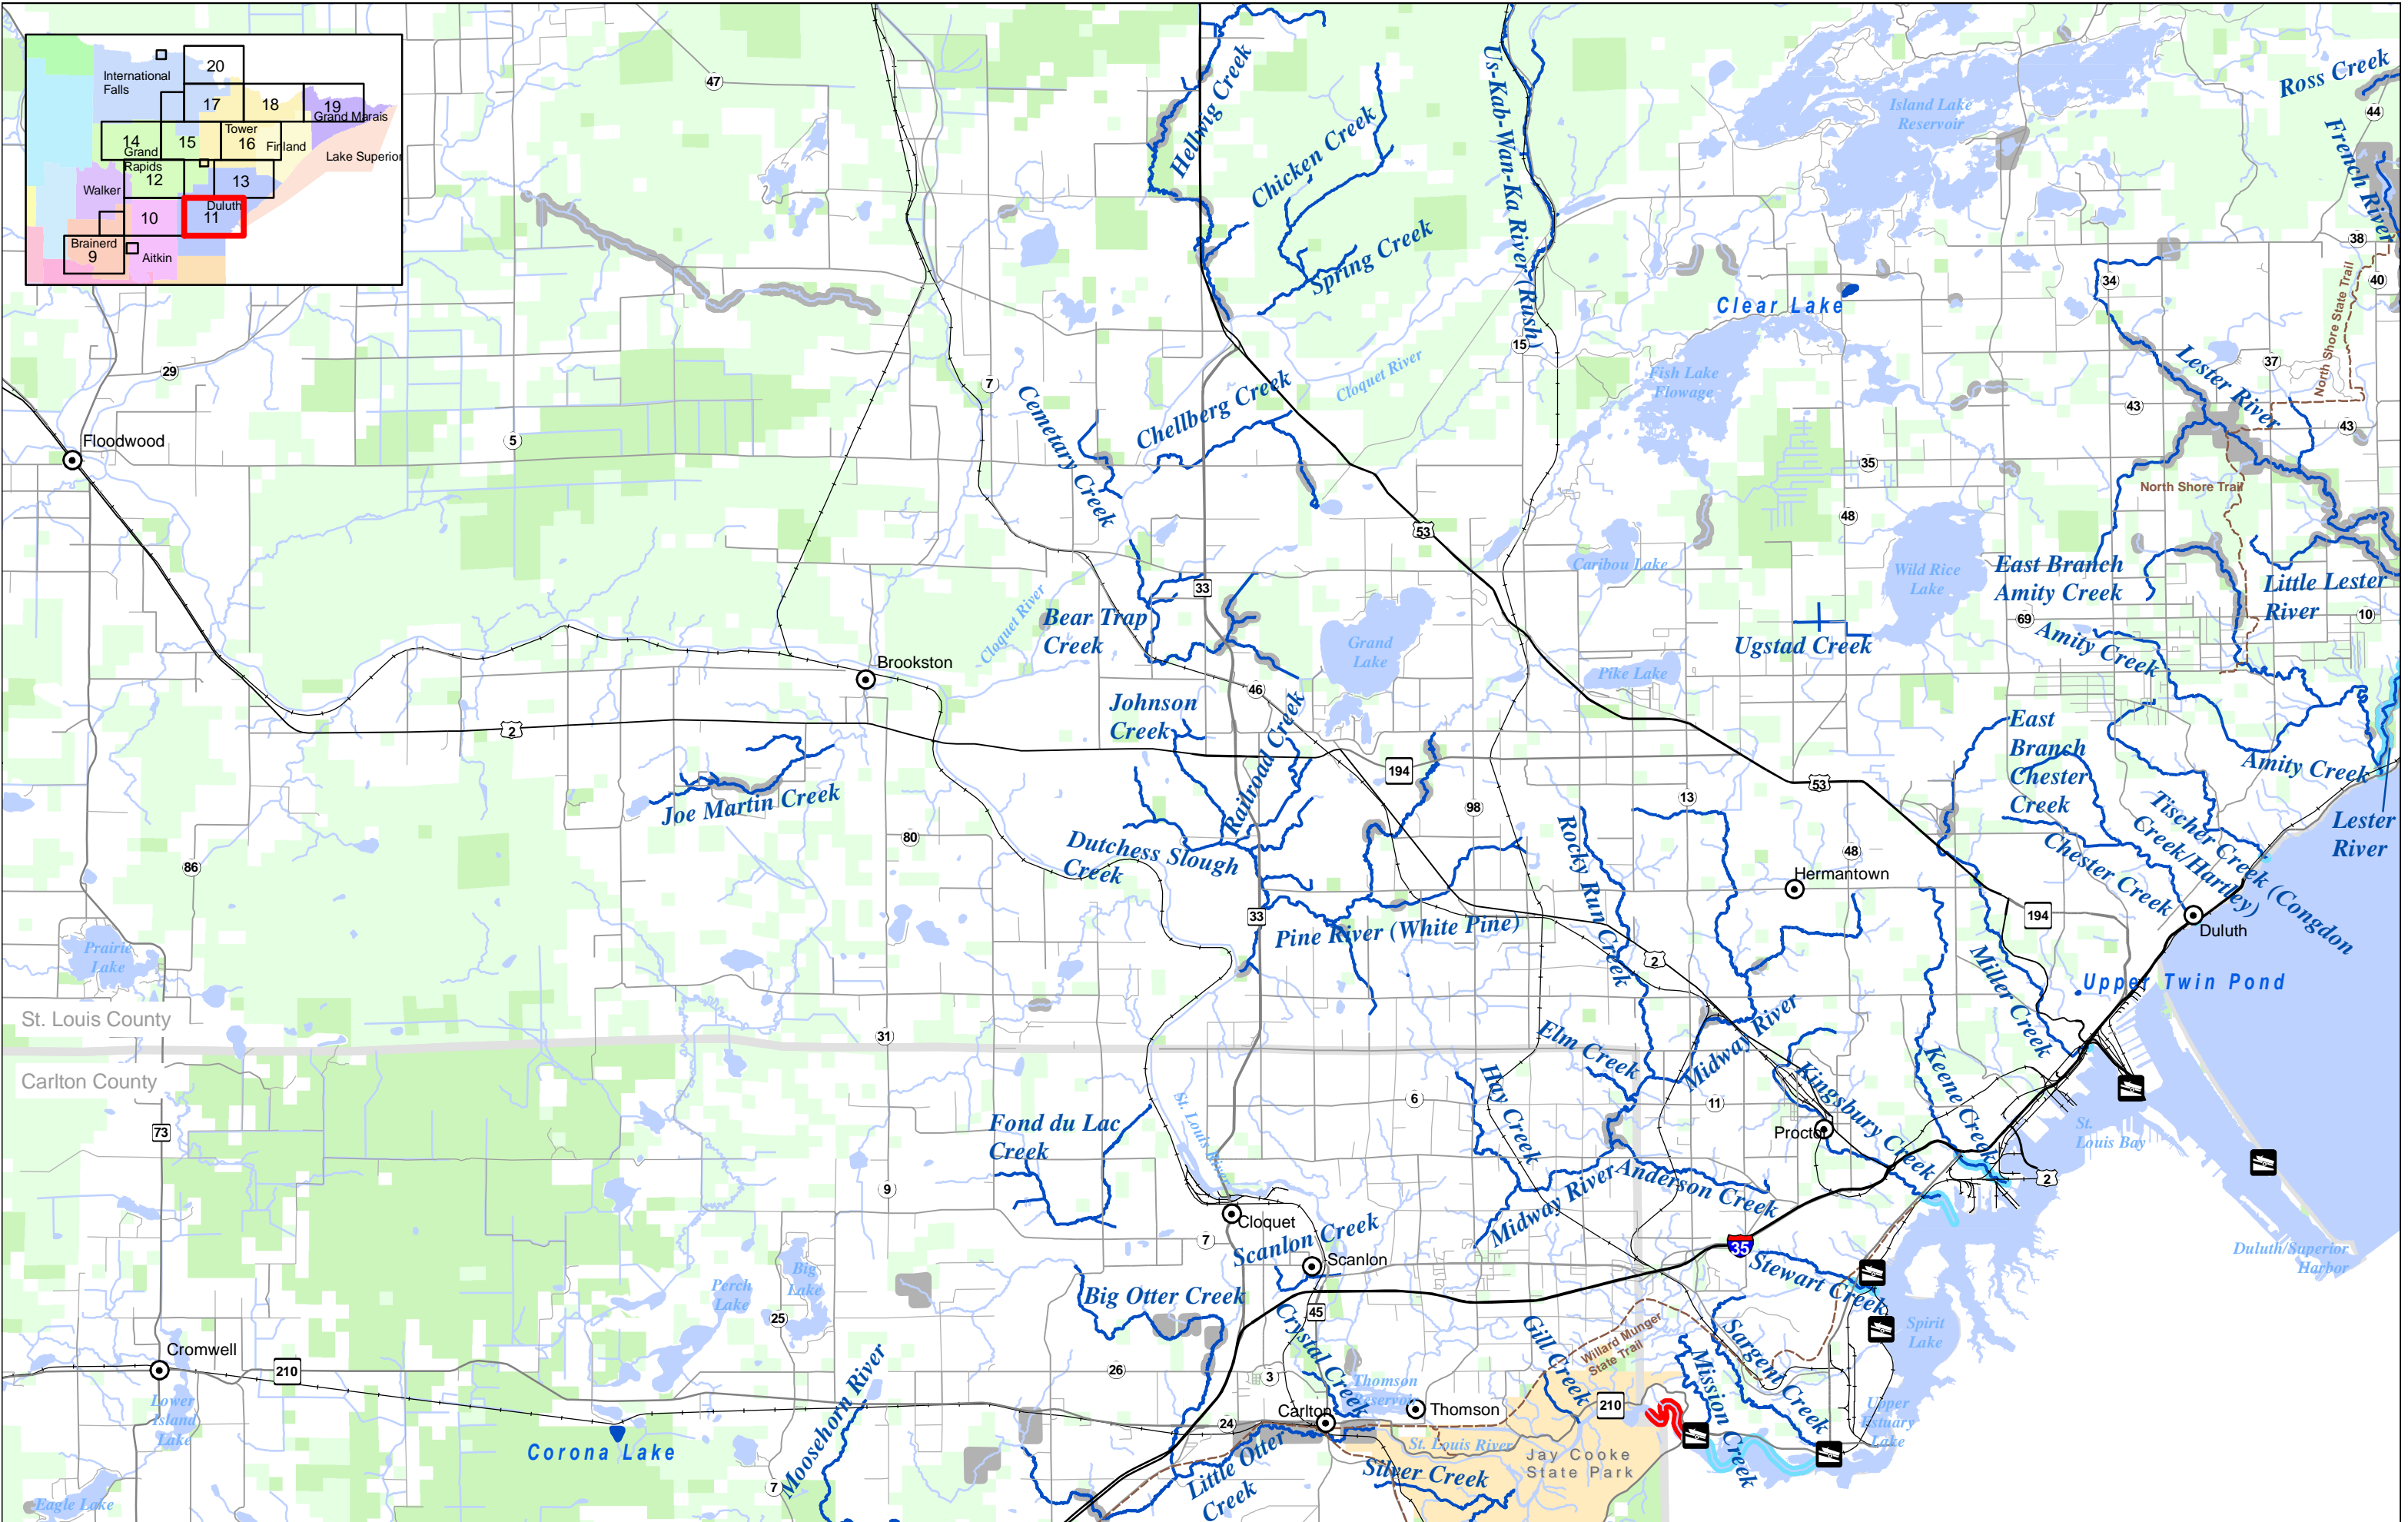 International
Falls
20
17
18
19
Grand Marais
14
Grand
Rapids
15
Tower
16
Finland
Lake Superior
Walker
12
13
Duluth
10
11
Brainerd
9
Aitkin
47
Hellwig Creek
Chicken Creek
Spring Creek
Us-Kab-Wan-Ka River (Rush)
Island Lake
Reservoir
Ross Creek
44
French River
38
40
34
Clear Lake
North Shore State Trail
29
7
15
Cloquet River
Fish Lake
Flowage
Lester River
37
43
43
Cemetary Creek
Chellberg Creek
Floodwood
5
35
North Shore Trail
53
48
Caribou Lake
Wild Rice
Lake
East Branch
Amity Creek
Little Lester
River
33
Cloquet River
Bear Trap
Creek
Grand
Lake
69
10
Ugstad Creek
Amity Creek
Brookston
Pike Lake
46
Johnson
Creek
2
Railroad Creek
194
East
Branch
Chester
Creek
Amity Creek
53
13
98
Joe Martin Creek
Tischer Creek (Congdon
Creek/Hartley)
Lester
River
80
Dutchess Slough
Creek
Rocky Run Creek
48
Chester Creek
86
Hermantown
33
Pine River (White Pine)
194
Duluth
Prairie
Lake
2
Miller Creek
Upper Twin Pond
St. Louis County
31
Midway River
Elm Creek
Carlton County
Hay Creek
Keene Creek
Kingsbury Creek
6
11
St. Louis River
73
Fond du Lac
Creek
Proctor
St.
Louis Bay
9
Anderson Creek
Midway River
2
Cloquet
7
Scanlon Creek
Scanlon
35
Duluth/Superior
Harbor
Stewart Creek
Big
Lake
Perch
Lake
Big Otter Creek
25
45
Spirit
Lake
Crystal Creek
Gill Creek
Willard Munger
State Trail
Sargent Creek
Mission Creek
Cromwell
210
26
3
Thomson
Reservoir
Moosehorn River
Lower
Island
Lake
Carlton
Thomson
210
Upper
Estuary
Lake
24
Corona Lake
St. Louis River
Jay Cooke
State Park
7
Little Otter
Creek
Silver Creek
Eagle Lake